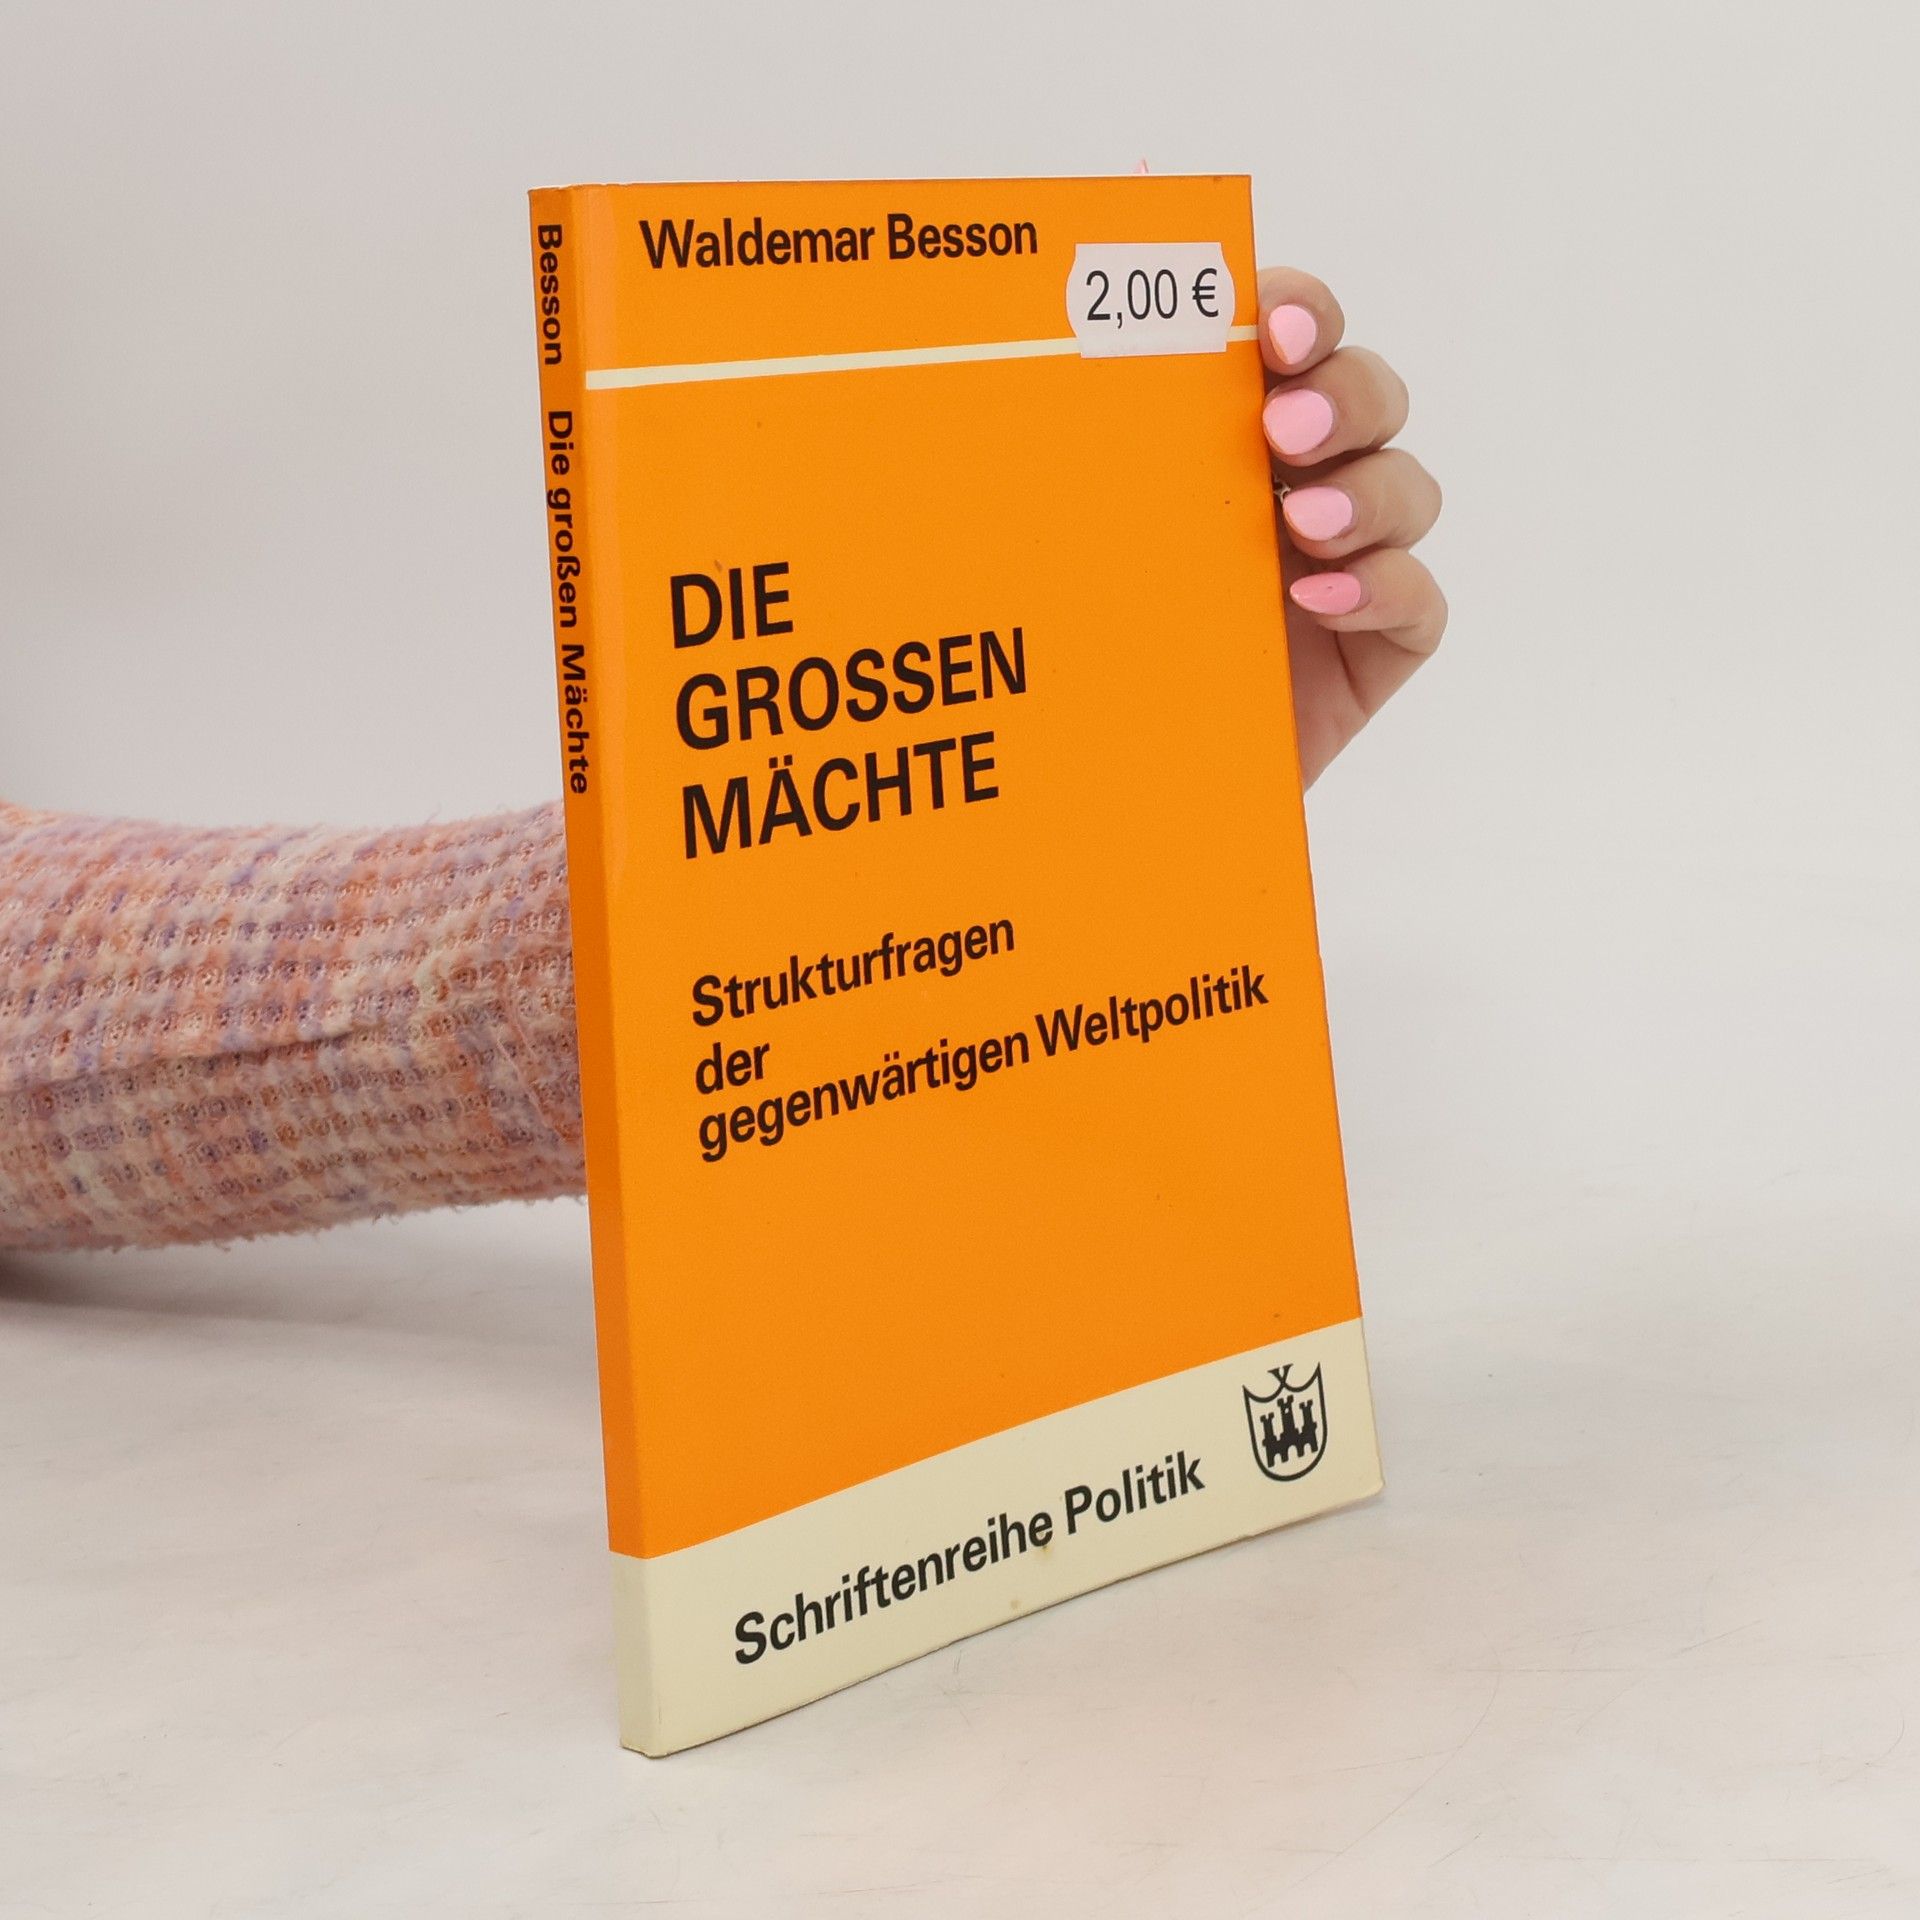 Waldemar Besson
2,00 €
DIE
GROSSEN
MÄCHTE
Strukturfragen
der
gegenwärtigen Weltpolitik
Schriftenreihe Politik
Besson Die großen Mächte